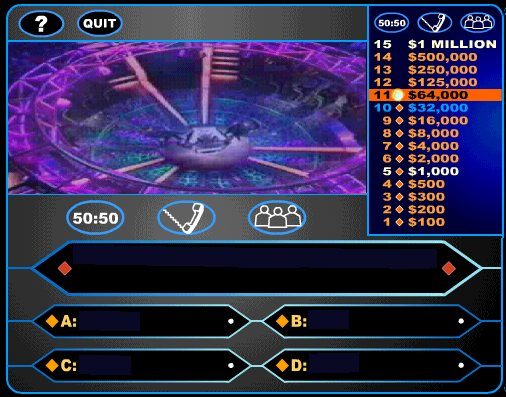 ? QUIT
50:50
15 $1 MILLION
14 $500,000
13 $250,000
12 $125,000
11 $64,000
10 $32,000
9 $16,000
8 $8,000
7 $4,000
6 $2,000
5 $1,000
4 $500
3 $300
2 $200
1 $100
50:50
A:
B:
C:
D: